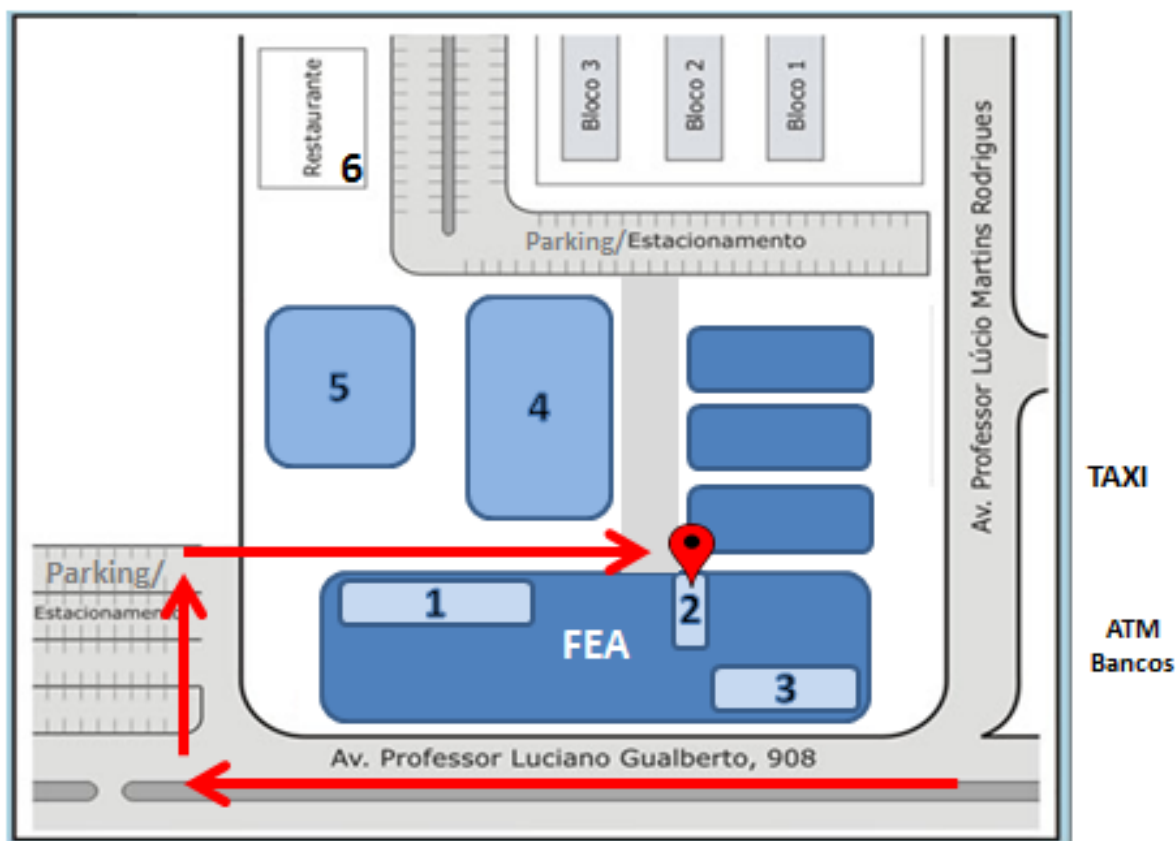 Restaurante
6
Bloco 3
Bloco 2
Bloco 1
Parking/Estacionamento
Av. Professor Lúcio Martins Rodrigues
5
4
TAXI
Parking/
Estacionamento
1
2
FEA
3
ATM
Bancos
Av. Professor Luciano Gualberto, 908